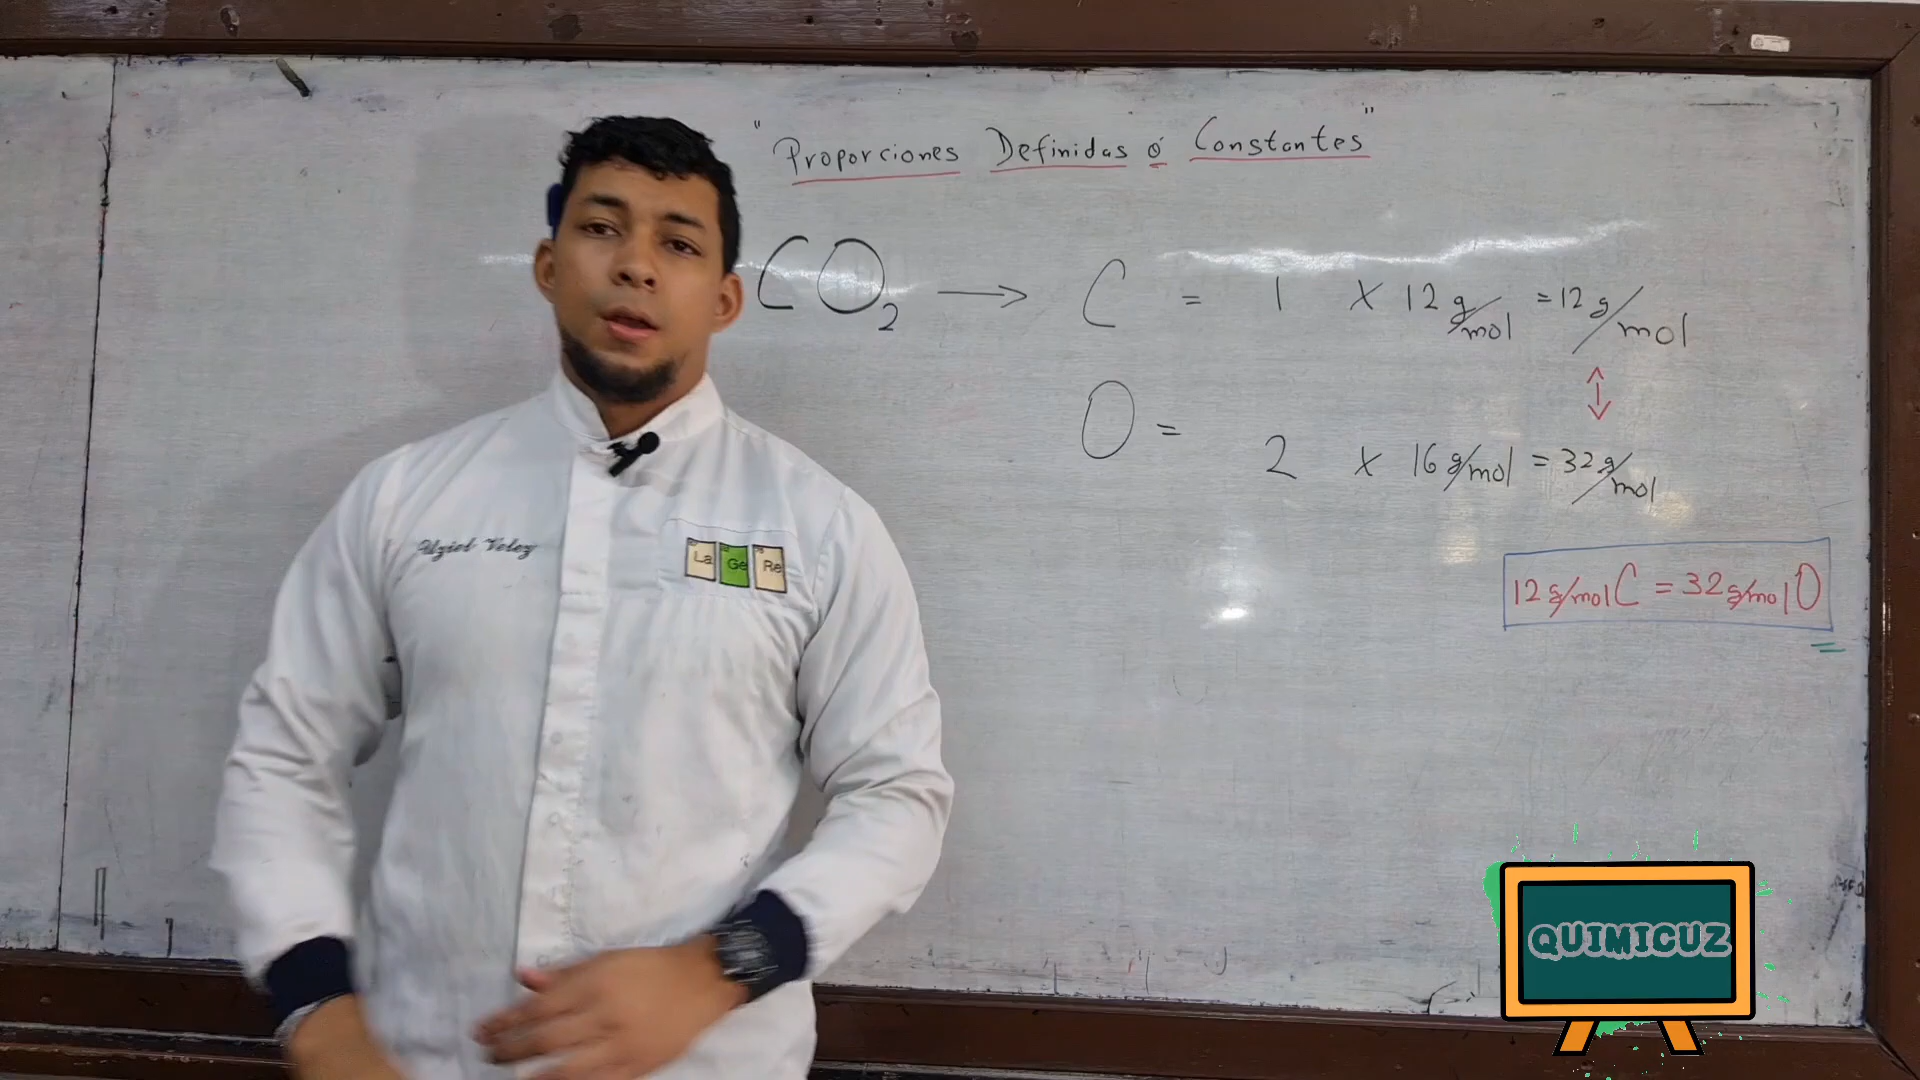 "Proporciones Definidas ó Constantes"
CO2 → C = 1 X 12 g/mol = 12 g/mol
O = 2 x 16 g/mol = 32 g/mol
12 g/mol C = 32 g/mol O
Uziel Velez
La Ge Re
QUIMICUZ